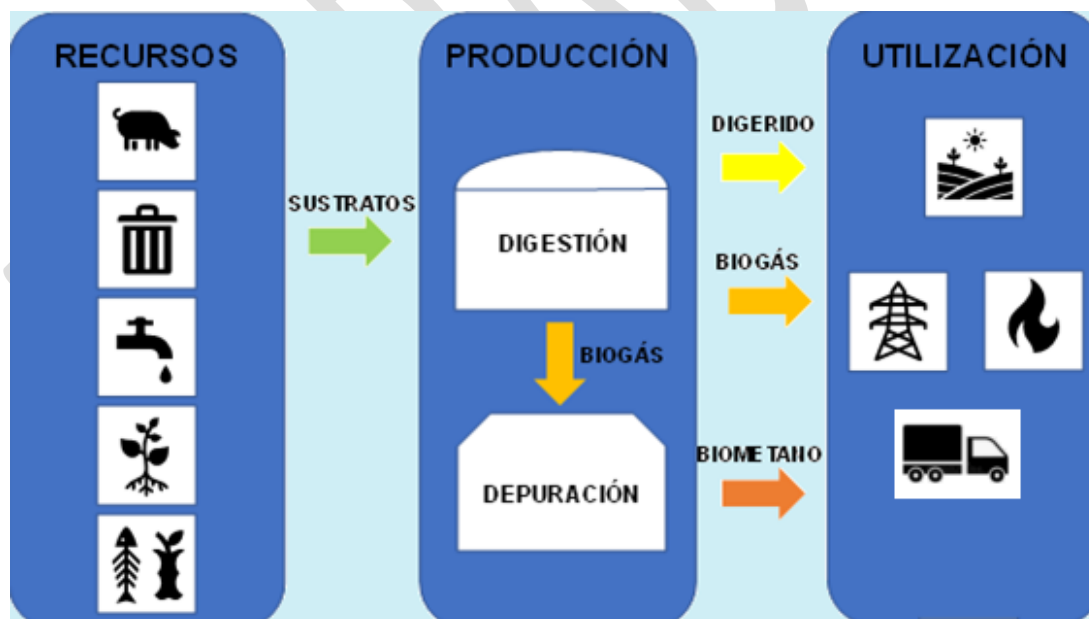 RECURSOS
SUSTRATOS
PRODUCCIÓN
DIGESTIÓN
BIOGÁS
DEPURACIÓN
DIGERIDO
BIOGÁS
BIOMETANO
UTILIZACIÓN